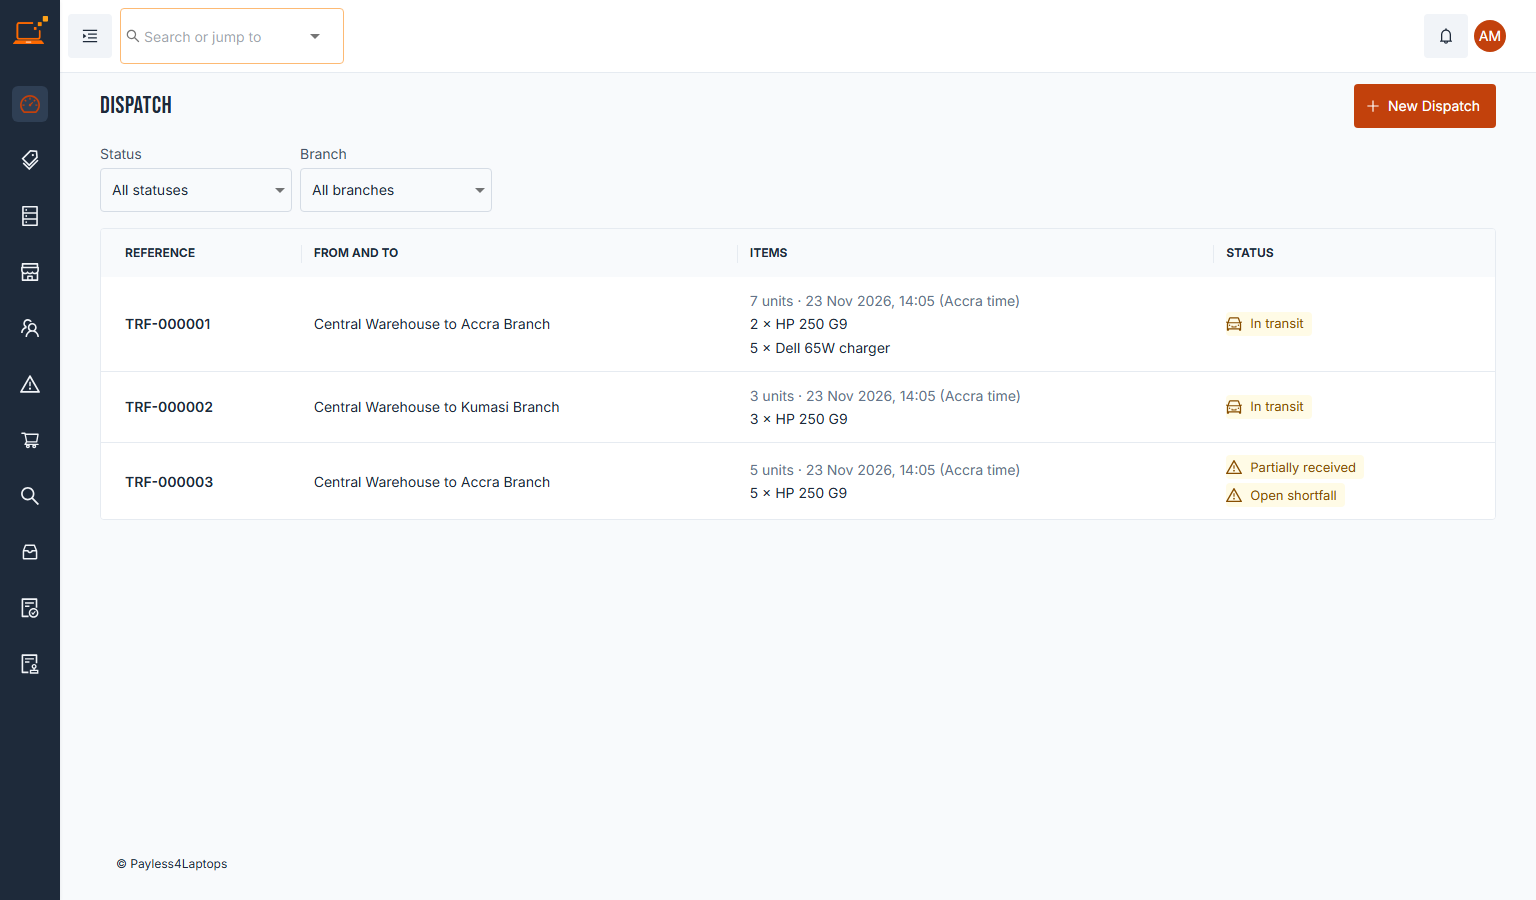 Search or jump to
AM
DISPATCH
+ New Dispatch
Status
Branch
All statuses
All branches
REFERENCE
FROM AND TO
ITEMS
STATUS
TRF-000001
Central Warehouse to Accra Branch
7 units · 23 Nov 2026, 14:05 (Accra time)
2 × HP 250 G9
5 × Dell 65W charger
In transit
TRF-000002
Central Warehouse to Kumasi Branch
3 units · 23 Nov 2026, 14:05 (Accra time)
3 × HP 250 G9
In transit
TRF-000003
Central Warehouse to Accra Branch
5 units · 23 Nov 2026, 14:05 (Accra time)
5 × HP 250 G9
Partially received
Open shortfall
© Payless4Laptops